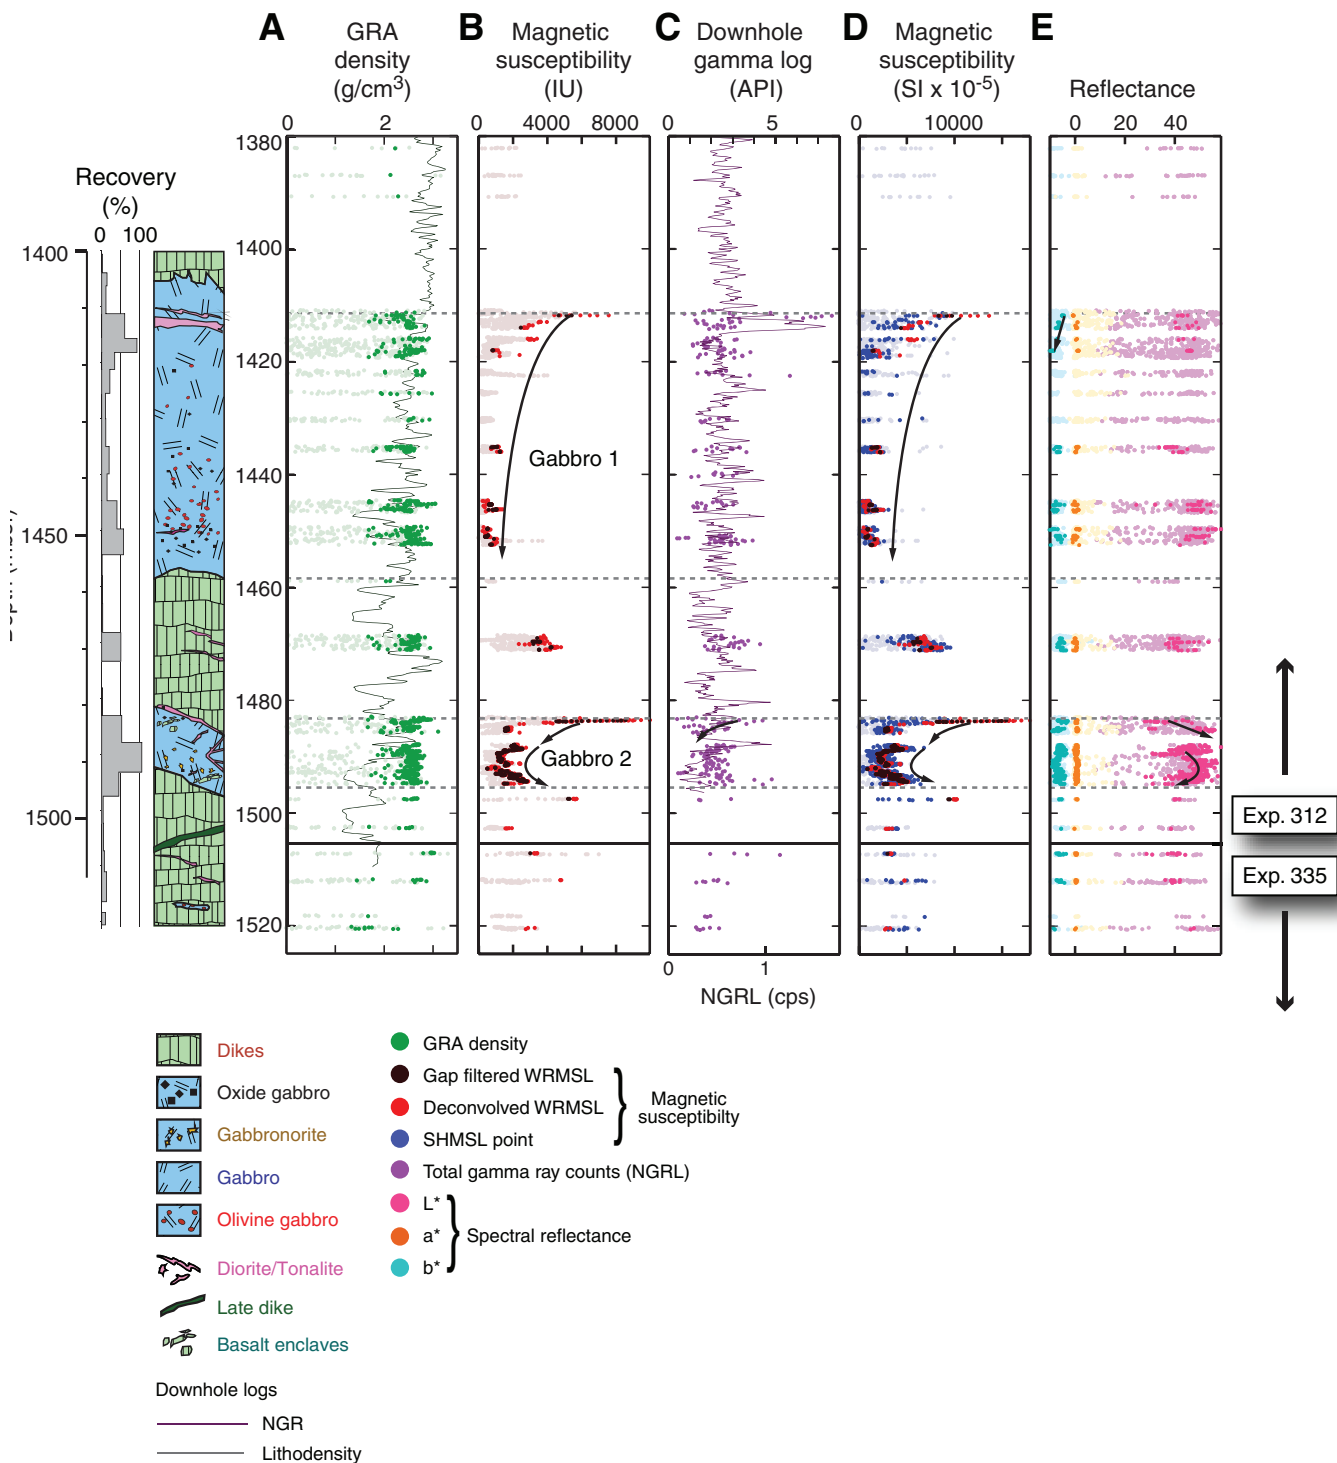 A
GRA
density
(g/cm3)
0 2
B
Magnetic
susceptibility
(IU)
0 4000 8000
C
Downhole
gamma log
(API)
0 5
D
Magnetic
susceptibility
(SI x 10-5)
0 10000
E
Reflectance
0 20 40
Recovery
(%)
0 100
1400
1450
1500
1380
1400
1420
1440
1460
1480
1500
1520
Gabbro 1
Gabbro 2
Exp. 312
Exp. 335
0 1
NGRL (cps)
Dikes
Oxide gabbro
Gabbronorite
Gabbro
Olivine gabbro
Diorite/Tonalite
Late dike
Basalt enclaves
Downhole logs
NGR
Lithodensity
GRA density
Gap filtered WRMSL
Deconvolved WRMSL
SHMSL point
Magnetic
susceptibilty
Total gamma ray counts (NGRL)
L*
a*
b*
Spectral reflectance